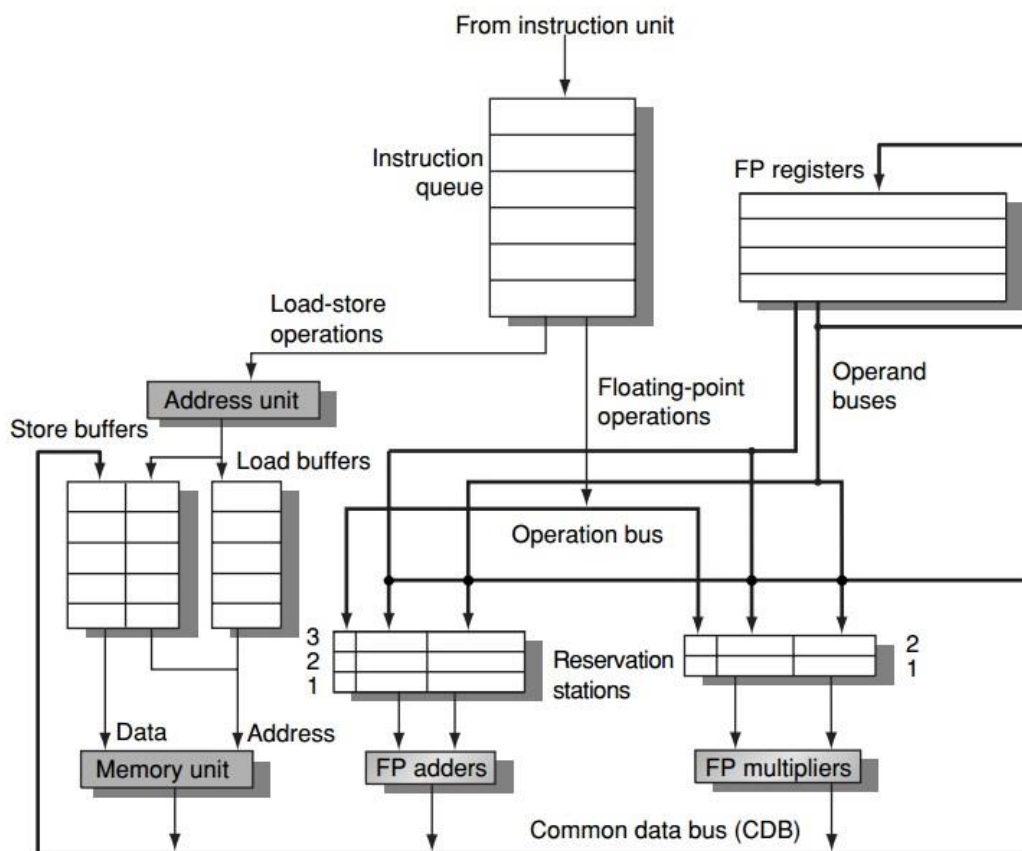 From instruction unit
Instruction
queue
FP registers
Load-store
operations
Address unit
Floating-point
operations
Operand
buses
Store buffers
Load buffers
Operation bus
3
2
1
Reservation
stations
2
1
Data
Address
Memory unit
FP adders
FP multipliers
Common data bus (CDB)